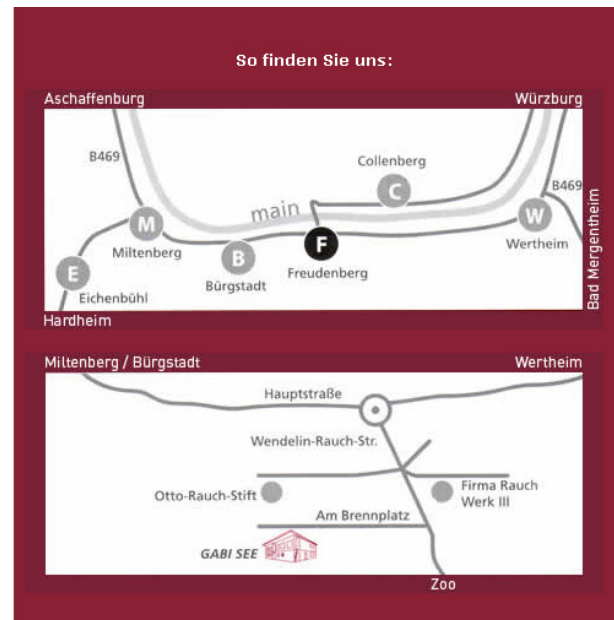 So finden Sie uns:
Aschaffenburg
Würzburg
B469
Collenberg
C
B469
main
M
W
F
Miltenberg
B
Wertheim
E
Bürgstadt
Freudenberg
Eichenbühl
Bad Mergentheim
Hardheim
Miltenberg / Bürgstadt
Wertheim
Hauptstraße
Wendelin-Rauch-Str.
Otto-Rauch-Stift
Firma Rauch
Werk III
Am Brennplatz
GABI SEE
Zoo